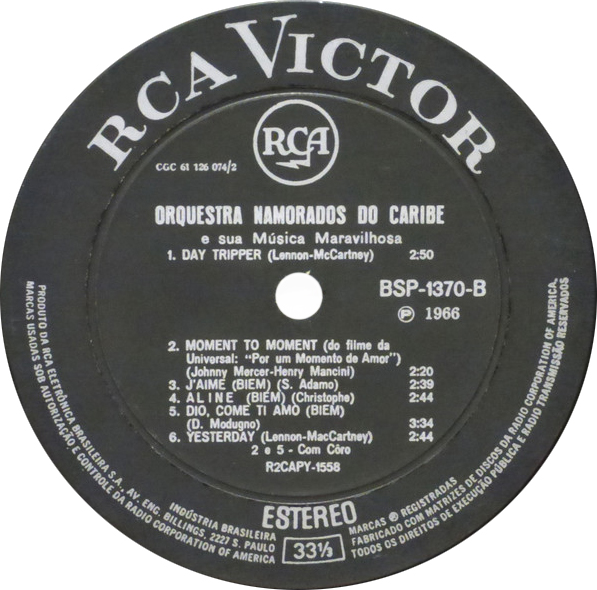 RCA VICTOR
RCA
CGC 61 126 074/2
ORQUESTRA NAMORADOS DO CARIBE
e sua Música Maravilhosa
1. DAY TRIPPER (Lennon-McCartney) 2:50
BSP-1370-B
℗ 1966
2. MOMENT TO MOMENT (do filme da
Universal: "Por um Momento de Amor")
(Johnny Mercer-Henry Mancini) 2:20
3. J'AIME (BIEM) (S. Adamo) 2:39
4. ALINE (BIEM) (Christophe) 2:44
5. DIO, COME TI AMO (BIEM)
(D. Modugno) 3:34
6. YESTERDAY (Lennon-MacCartney) 2:44
2 e 5 - Com Côro
R2CAPY-1558
ESTEREO
33⅓
PRODUTO DA RCA ELETRÔNICA BRASILEIRA S.A., AV. ENG. BILLINGS, 2227 S. PAULO
MARCAS USADAS SOB AUTORIZAÇÃO E CONTROLE DA RADIO CORPORATION OF AMERICA
INDÚSTRIA BRASILEIRA
MARCAS ® REGISTRADAS
FABRICADO COM MATRIZES DE DISCOS DA RADIO CORPORATION OF AMERICA.
TODOS OS DIREITOS DE EXECUÇÃO PÚBLICA E RADIO TRANSMISSÃO RESERVADOS